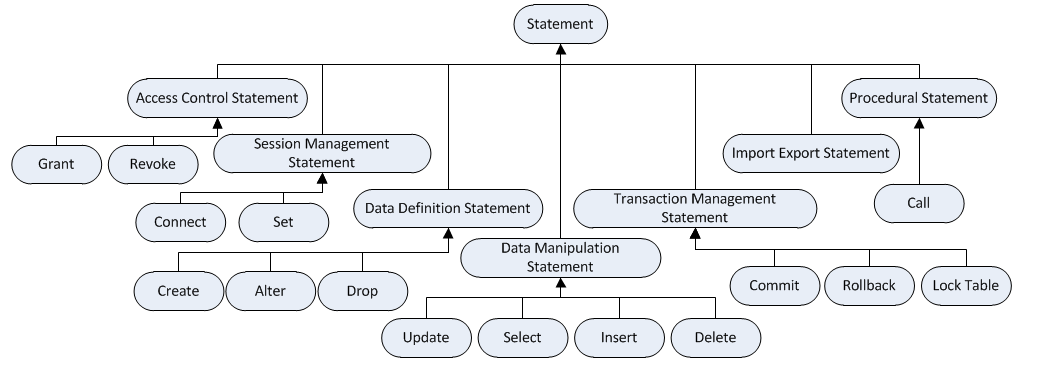 Statement
Access Control Statement
Procedural Statement
Grant
Revoke
Session Management
Statement
Import Export Statement
Connect
Set
Data Definition Statement
Transaction Management
Statement
Call
Data Manipulation
Statement
Create
Alter
Drop
Commit
Rollback
Lock Table
Update
Select
Insert
Delete